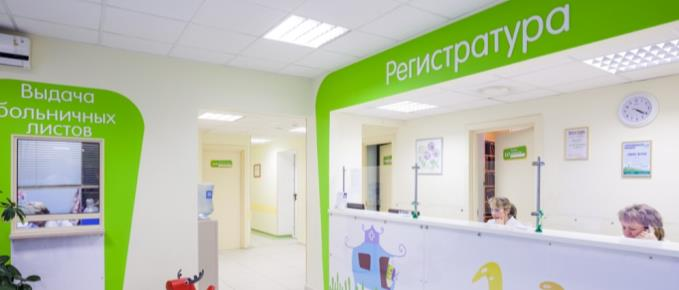 Выдача
больничных
листов
Регистратура